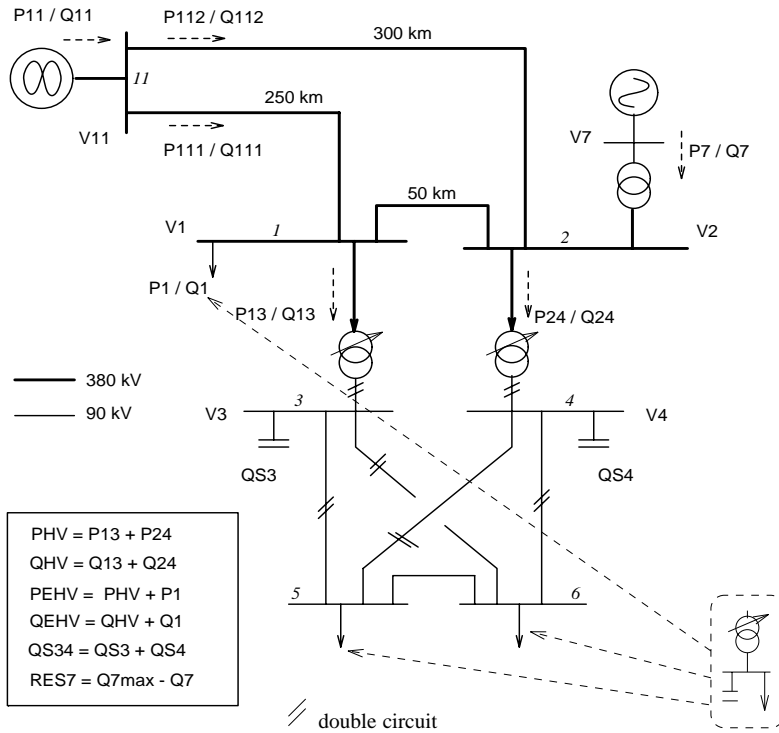 P11 / Q11
P112 / Q112
300 km
11
250 km
V11
P111 / Q111
V7
P7 / Q7
50 km
V1
1
2
V2
P1 / Q1
P13 / Q13
P24 / Q24
380 kV
90 kV
V3
3
4
V4
QS3
QS4
PHV = P13 + P24
QHV = Q13 + Q24
PEHV = PHV + P1
QEHV = QHV + Q1
QS34 = QS3 + QS4
RES7 = Q7max - Q7
5
6
double circuit